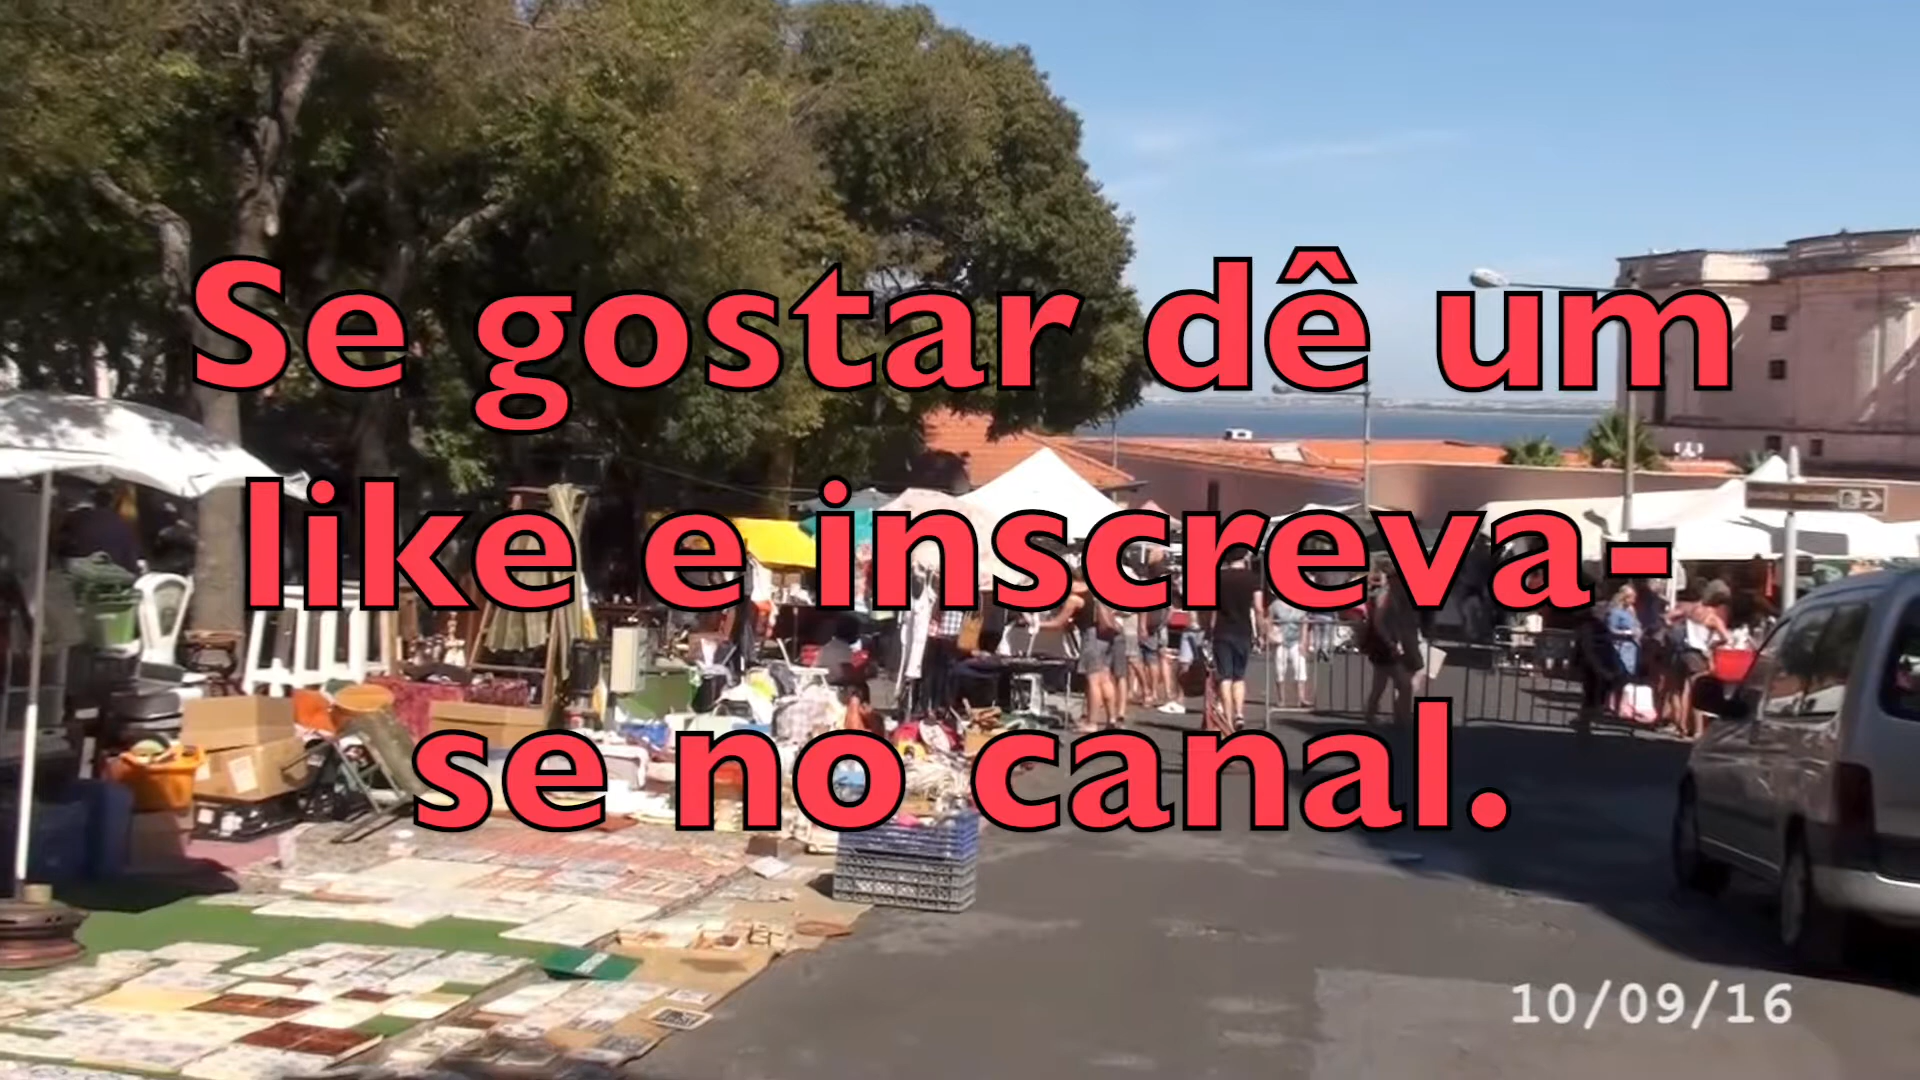 Se gostar dê um
like e inscreva-
se no canal.
10/09/16